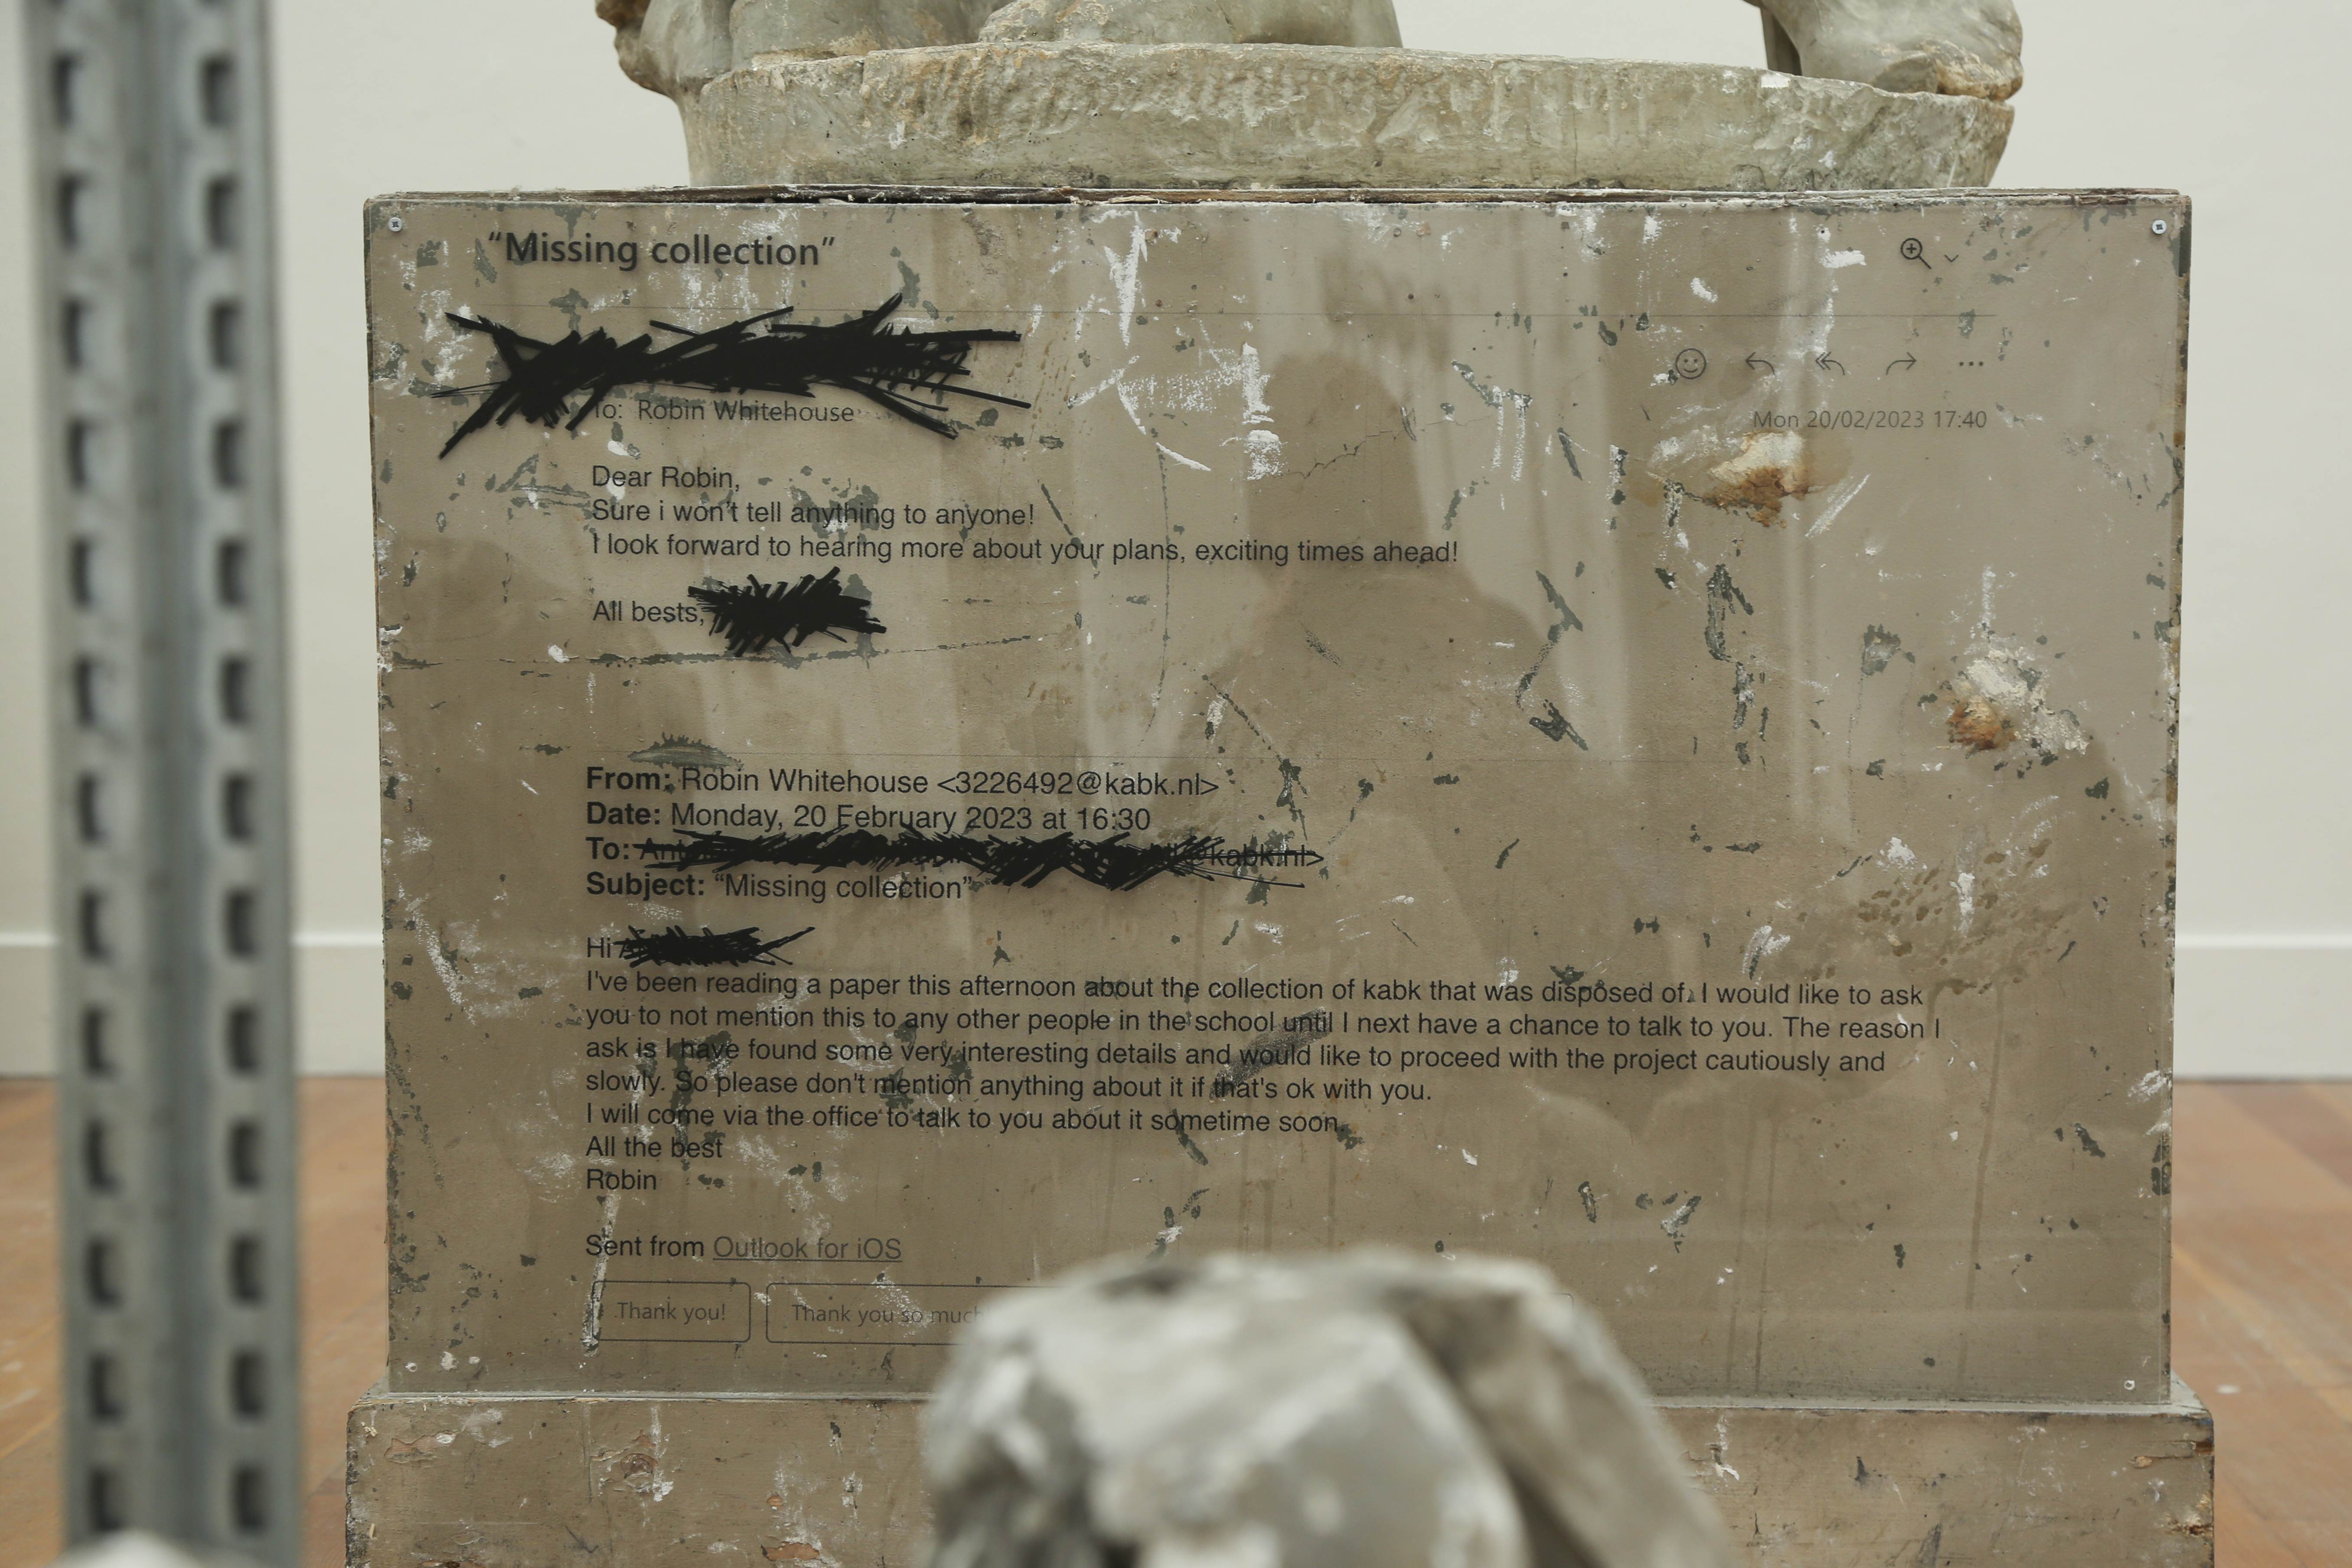 “Missing collection”
To: Robin Whitehouse
Mon 20/02/2023 17:40
Dear Robin,
Sure i won't tell anything to anyone!
I look forward to hearing more about your plans, exciting times ahead!
All bests,
From: Robin Whitehouse <3226492@kabk.nl>
Date: Monday, 20 February 2023 at 16:30
To: @kabk.nl>
Subject: “Missing collection”
Hi
I've been reading a paper this afternoon about the collection of kabk that was disposed of. I would like to ask
you to not mention this to any other people in the school until I next have a chance to talk to you. The reason I
ask is I have found some very interesting details and would like to proceed with the project cautiously and
slowly. So please don't mention anything about it if that's ok with you.
I will come via the office to talk to you about it sometime soon.
All the best
Robin
Sent from Outlook for iOS
Thank you!
Thank you so much